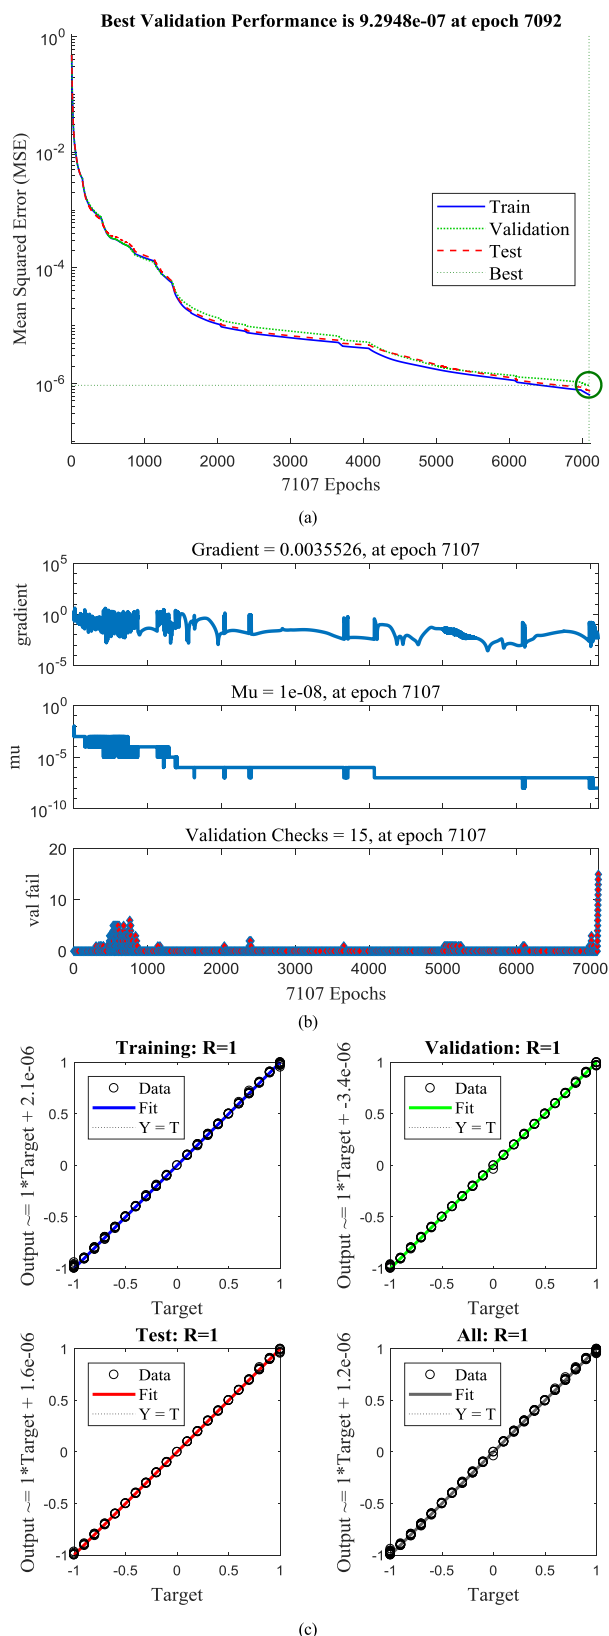 Best Validation Performance is 9.2948e-07 at epoch 7092
10^0
10^-2
10^-4
10^-6
Mean Squared Error (MSE)
Train
Validation
Test
Best
0 1000 2000 3000 4000 5000 6000 7000
7107 Epochs
(a)
Gradient = 0.0035526, at epoch 7107
10^5
10^0
10^-5
gradient
Mu = 1e-08, at epoch 7107
10^0
10^-5
10^-10
mu
Validation Checks = 15, at epoch 7107
20
10
0
val fail
0 1000 2000 3000 4000 5000 6000 7000
7107 Epochs
(b)
Training: R=1
Output ~= 1*Target + 2.1e-06
1
0.5
0
-0.5
-1
Data
Fit
Y = T
-1 -0.5 0 0.5 1
Target
Validation: R=1
Output ~= 1*Target + -3.4e-06
1
0.5
0
-0.5
-1
Data
Fit
Y = T
-1 -0.5 0 0.5 1
Target
Test: R=1
Output ~= 1*Target + 1.6e-06
1
0.5
0
-0.5
-1
Data
Fit
Y = T
-1 -0.5 0 0.5 1
Target
All: R=1
Output ~= 1*Target + 1.2e-06
1
0.5
0
-0.5
-1
Data
Fit
Y = T
-1 -0.5 0 0.5 1
Target
(c)